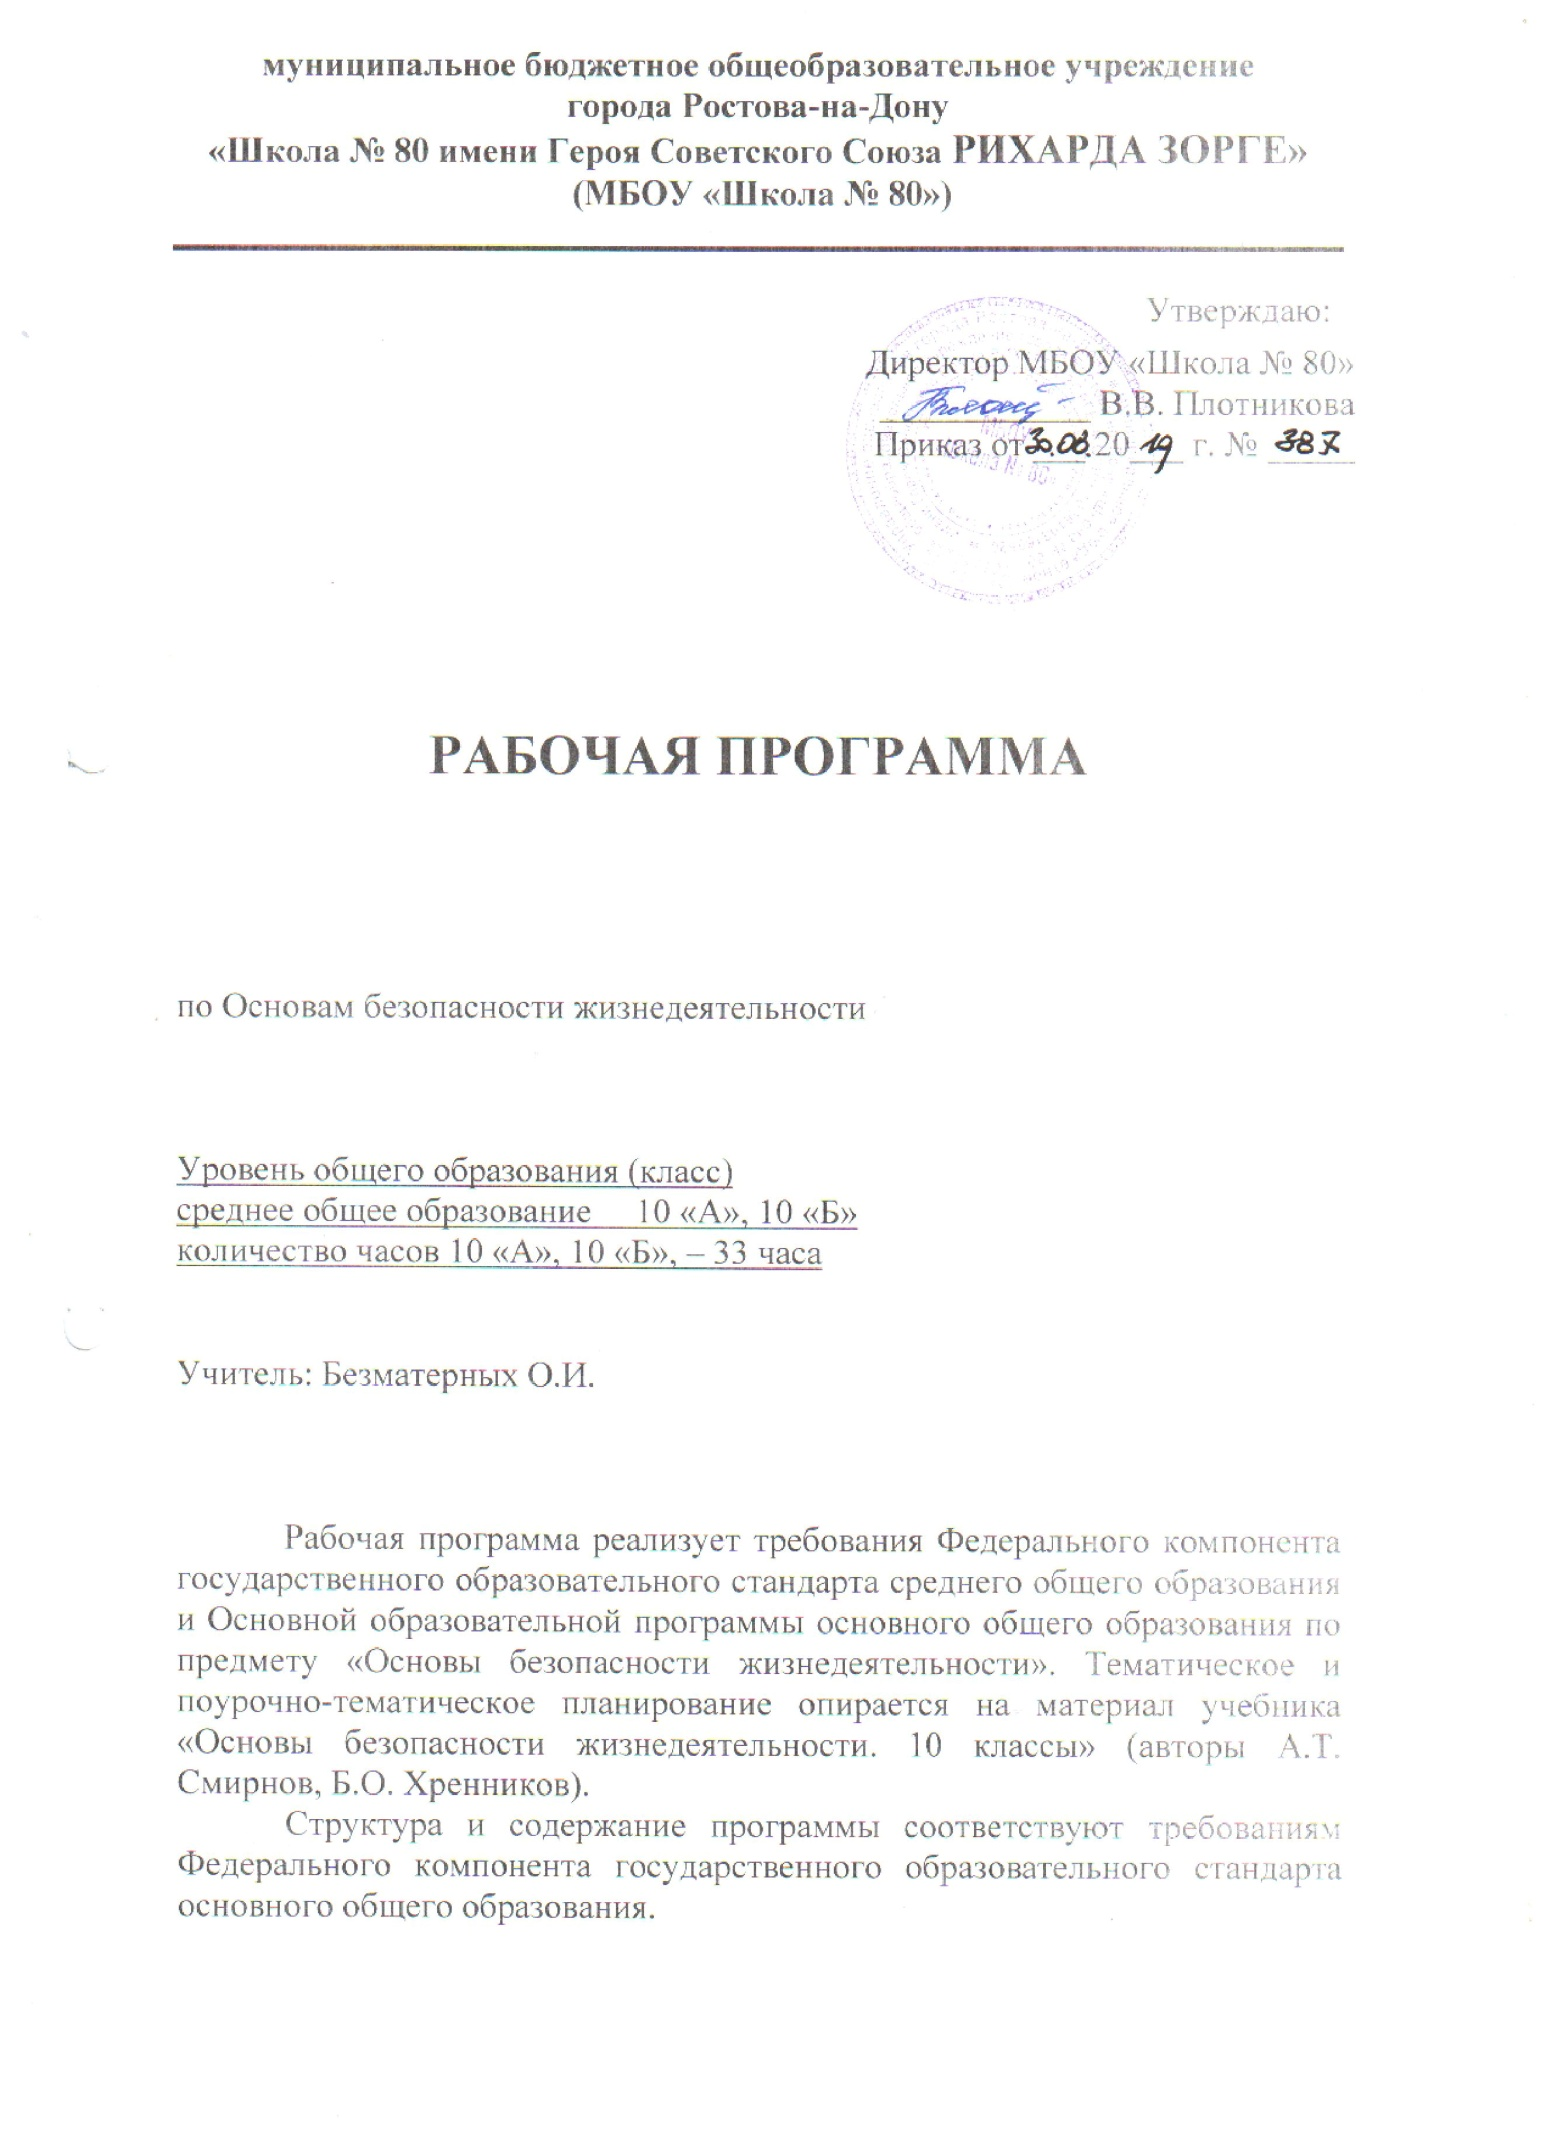 муниципальное бюджетное общеобразовательное учреждение
города Ростова-на-Дону
«Школа № 80 имени Героя Советского Союза РИХАРДА ЗОРГЕ»
(МБОУ «Школа № 80»)
Утверждаю:
Директор МБОУ «Школа № 80»
В.В. Плотникова
Приказ от 30.08.2019 г. № 387
РАБОЧАЯ ПРОГРАММА
по Основам безопасности жизнедеятельности
Уровень общего образования (класс)
среднее общее образование 10 «А», 10 «Б»
количество часов 10 «А», 10 «Б», – 33 часа
Учитель: Безматерных О.И.
Рабочая программа реализует требования Федерального компонента
государственного образовательного стандарта среднего общего образования
и Основной образовательной программы основного общего образования по
предмету «Основы безопасности жизнедеятельности». Тематическое и
поурочно-тематическое планирование опирается на материал учебника
«Основы безопасности жизнедеятельности. 10 классы» (авторы А.Т.
Смирнов, Б.О. Хренников).
Структура и содержание программы соответствуют требованиям
Федерального компонента государственного образовательного стандарта
основного общего образования.